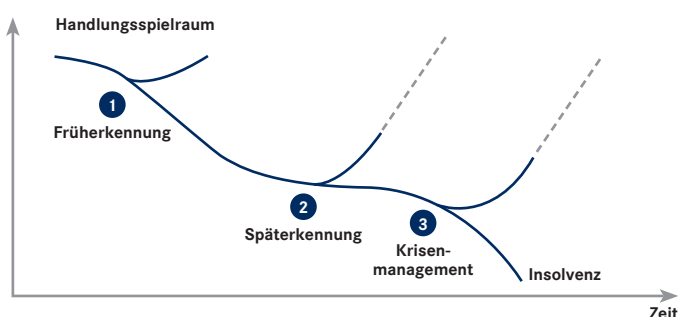 Handlungsspielraum
1
Früherkennung
2
Späterkennung
3
Krisen-
management
Insolvenz
Zeit